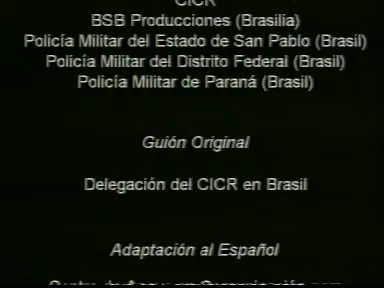 CICR
BSB Producciones (Brasilia)
Policía Militar del Estado de San Pablo (Brasil)
Policía Militar del Distrito Federal (Brasil)
Policía Militar de Paraná (Brasil)
Guión Original
Delegación del CICR en Brasil
Adaptación al Español